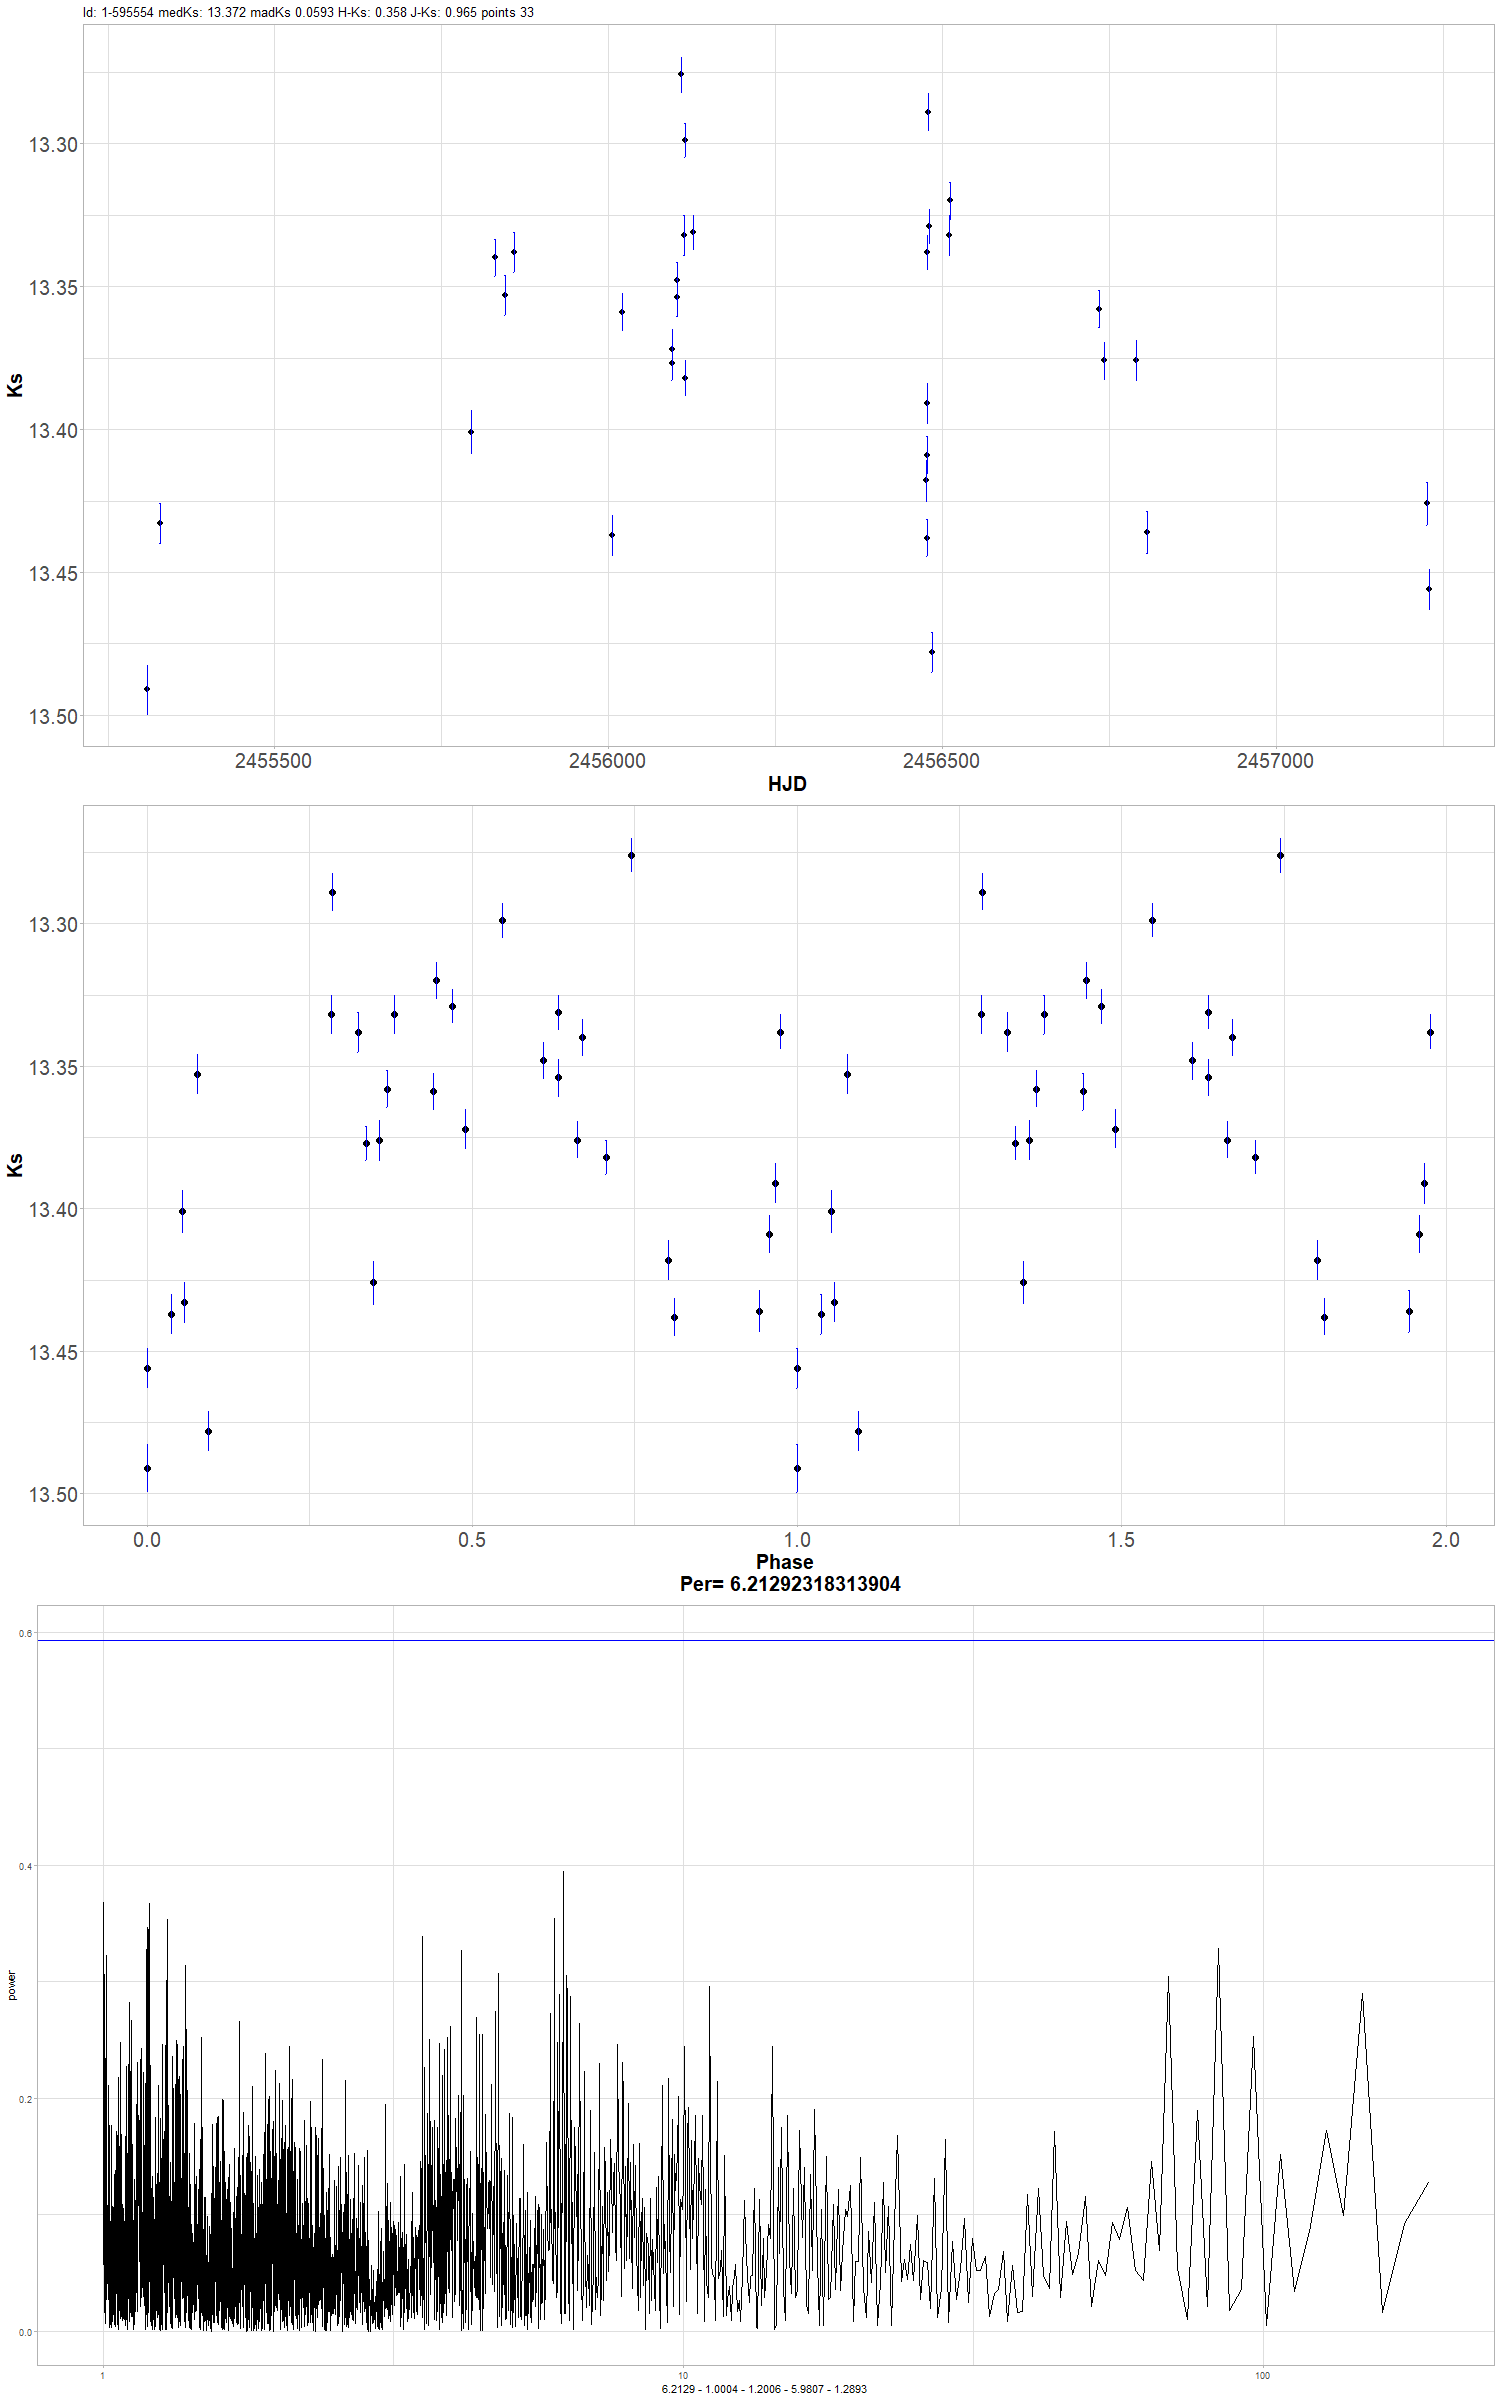 Id: 1-595554 medKs: 13.372 madKs 0.0593 H-Ks: 0.358 J-Ks: 0.965 points 33
13.30
13.35
13.40
13.45
13.50
Ks
2455500 2456000 2456500 2457000
HJD
13.30
13.35
13.40
13.45
13.50
Ks
0.0 0.5 1.0 1.5 2.0
Phase
Per= 6.21292318313904
0.6
0.4
0.2
0.0
power
1 10 100
6.2129 - 1.0004 - 1.2006 - 5.9807 - 1.2893